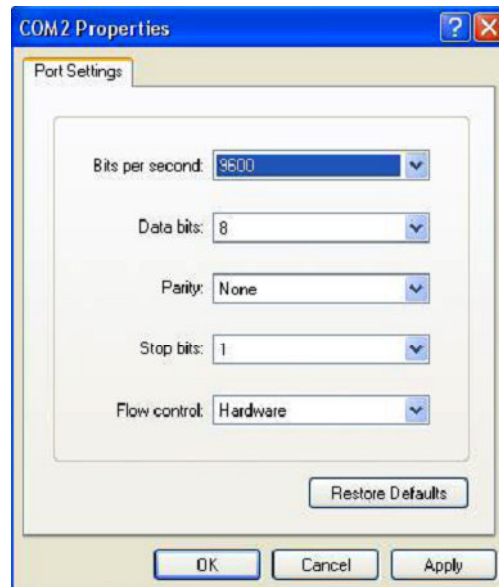 COM2 Properties
Port Settings
Bits per second: 9600
Data bits: 8
Parity: None
Stop bits: 1
Flow control: Hardware
Restore Defaults
OK Cancel Apply